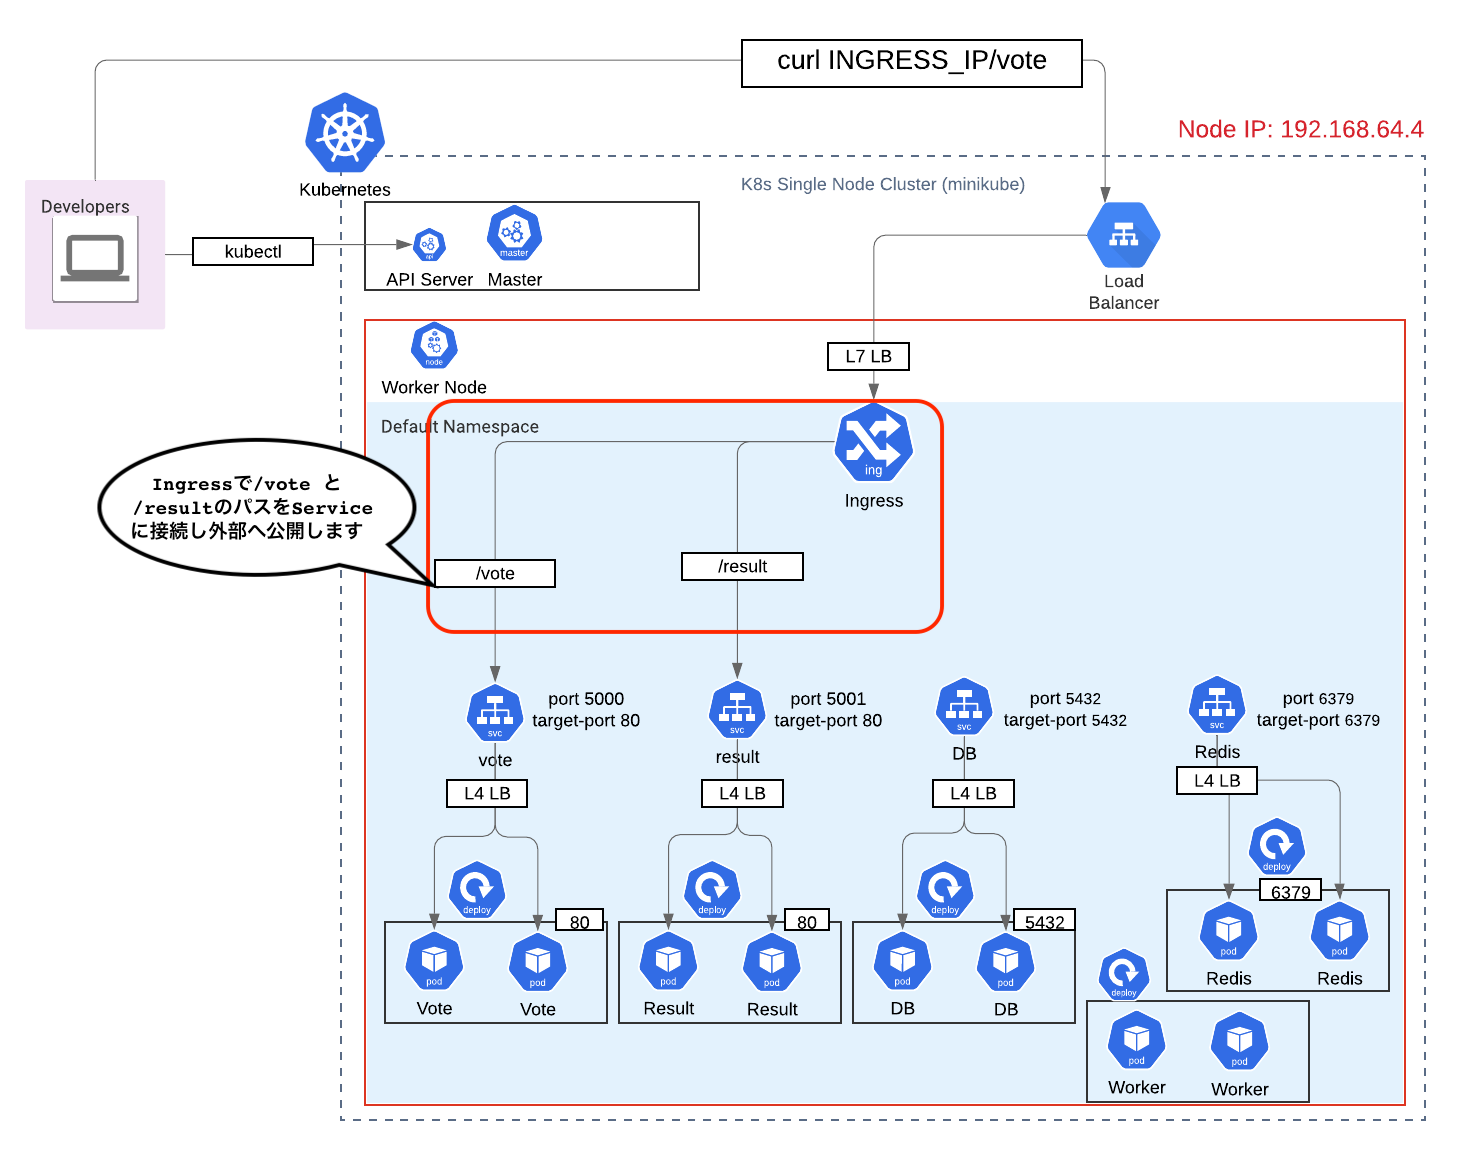 curl INGRESS_IP/vote
Node IP: 192.168.64.4
Kubernetes
K8s Single Node Cluster (minikube)
Developers
kubectl
api
API Server
master
Master
Load
Balancer
node
Worker Node
L7 LB
Default Namespace
ing
Ingress
Ingressで/vote と
/resultのパスをService
に接続し外部へ公開します
/vote
/result
svc
vote
port 5000
target-port 80
svc
result
port 5001
target-port 80
svc
DB
port 5432
target-port 5432
svc
Redis
port 6379
target-port 6379
L4 LB
L4 LB
L4 LB
L4 LB
deploy
80
pod
Vote
pod
Vote
deploy
80
pod
Result
pod
Result
deploy
5432
pod
DB
pod
DB
deploy
6379
pod
Redis
pod
Redis
deploy
pod
Worker
pod
Worker